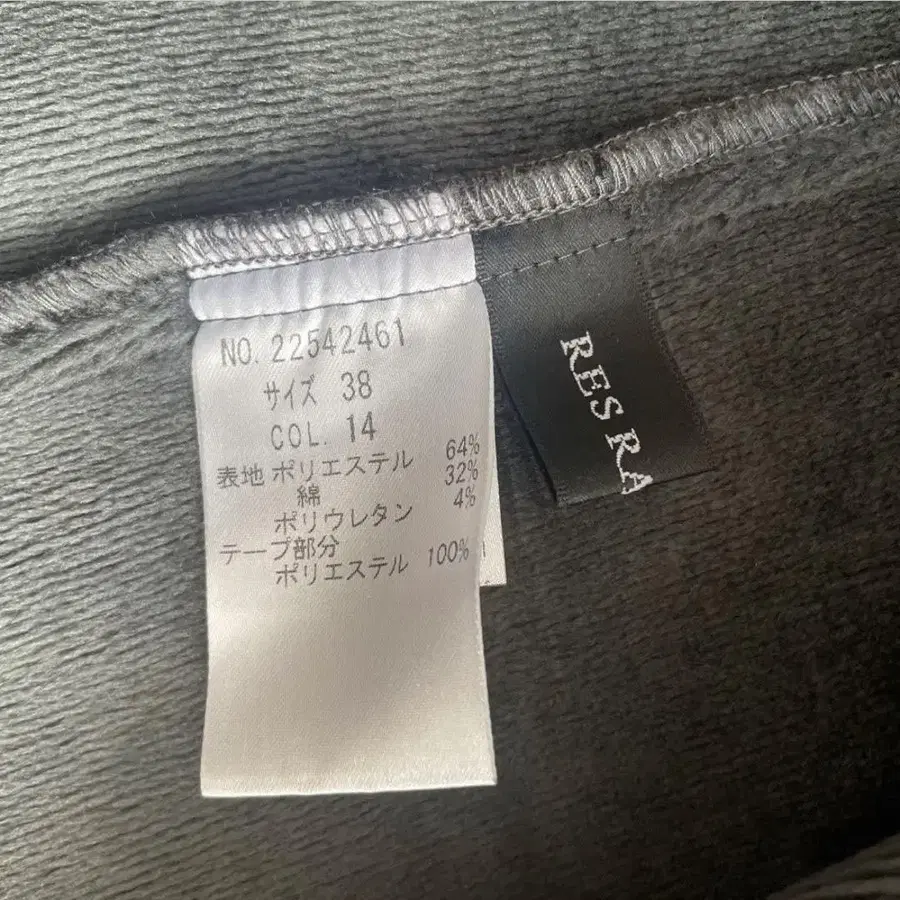 NO. 22542461
サイズ 38
COL. 14
表地 ポリエステル 64%
綿 32%
ポリウレタン 4%
テープ部分
ポリエステル 100%
RES RA